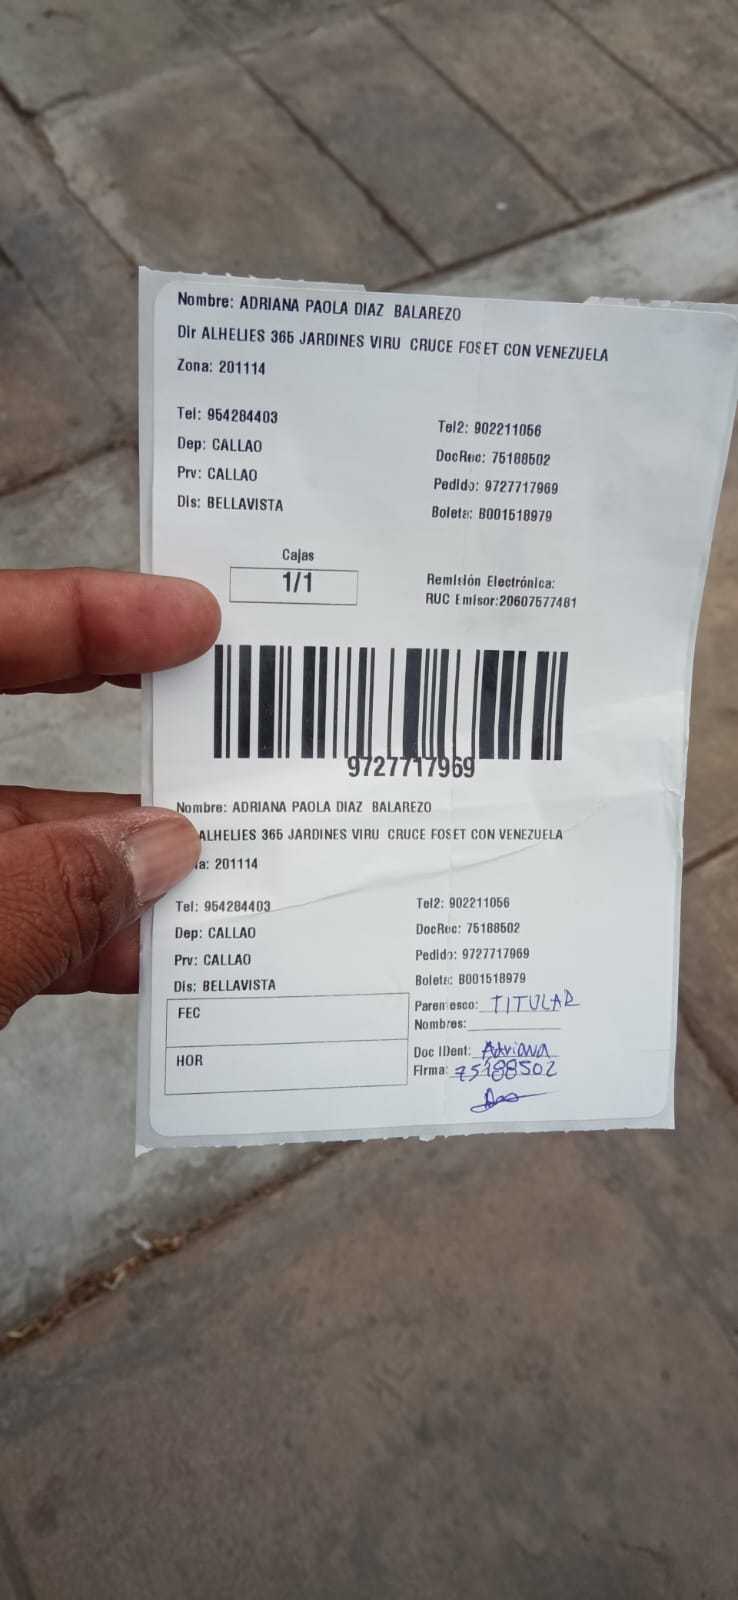 Nombre: ADRIANA PAOLA DIAZ BALAREZO
Dir ALHELIES 365 JARDINES VIRU CRUCE FOSET CON VENEZUELA
Zona: 201114
Tel: 954284403
Tel2: 902211056
Dep: CALLAO
DocRec: 75188502
Prv: CALLAO
Pedido: 9727717969
Dis: BELLAVISTA
Boleta: B001518979
Cajas
1/1
Remisión Electrónica:
RUC Emisor:20607577481
9727717969
Nombre: ADRIANA PAOLA DIAZ BALAREZO
ALHELIES 365 JARDINES VIRU CRUCE FOSET CON VENEZUELA
na: 201114
Tel: 954284403
Tel2: 902211056
Dep: CALLAO
DocRec: 75188502
Prv: CALLAO
Pedido: 9727717969
Dis: BELLAVISTA
Boleta: B001518979
FEC
Parentesco: TITULAR
Nombres:
HOR
Doc IDent: Adriana
Firma: 75188502